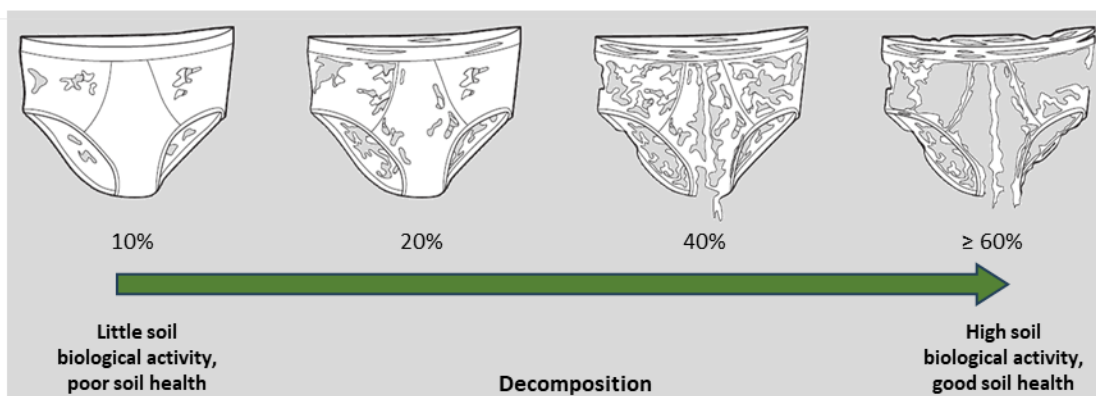 10%
20%
40%
≥ 60%
Little soil
biological activity,
poor soil health
Decomposition
High soil
biological activity,
good soil health